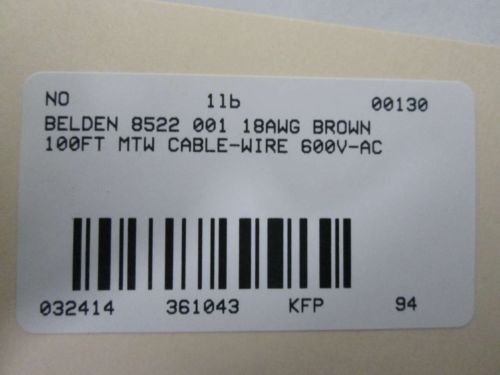 NO 1lb 00130
BELDEN 8522 001 18AWG BROWN
100FT MTW CABLE-WIRE 600V-AC
032414 361043 KFP 94